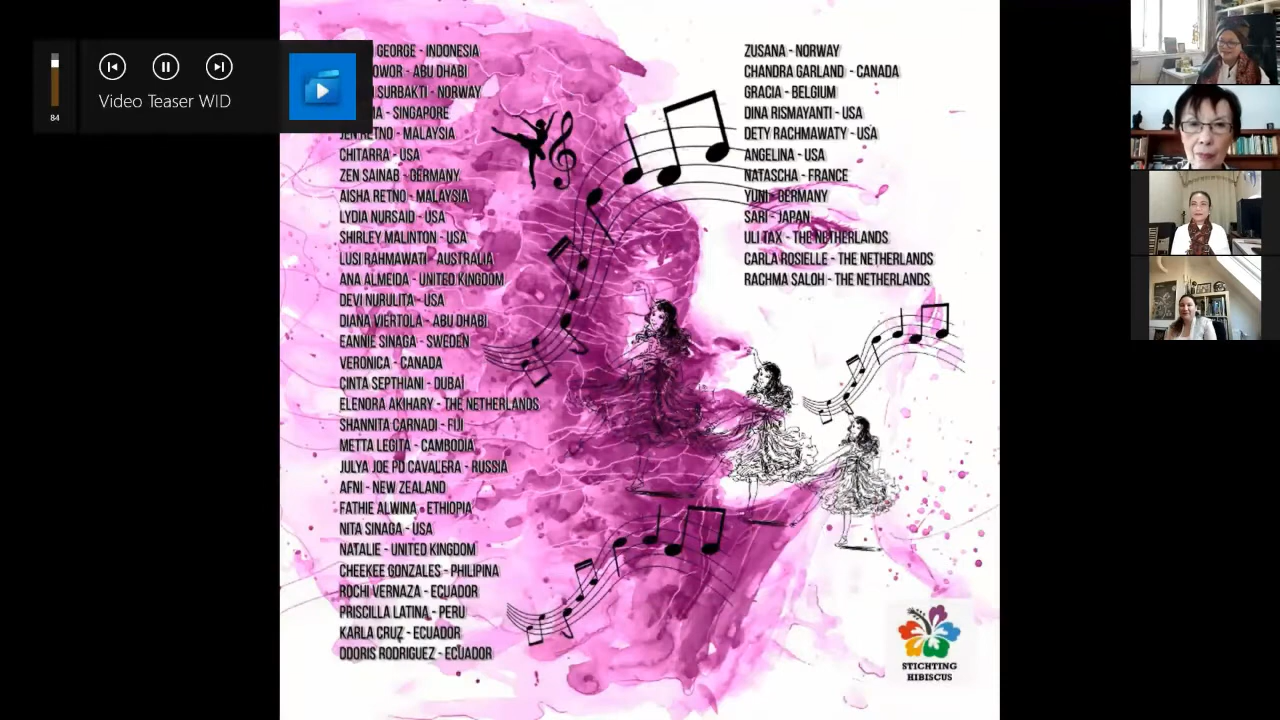 Video Teaser WID
84
GEORGE - INDONESIA
OWOR - ABU DHABI
SURBAKTI - NORWAY
MA - SINGAPORE
JEN RETNO - MALAYSIA
CHITARRA - USA
ZEN SAINAB - GERMANY
AISHA RETNO - MALAYSIA
LYDIA NURSAID - USA
SHIRLEY MALINTON - USA
LUSI RAHMAWATI - AUSTRALIA
ANA ALMEIDA - UNITED KINGDOM
DEVI NURULITA - USA
DIANA VIERTOLA - ABU DHABI
EANNIE SINAGA - SWEDEN
VERONICA - CANADA
CINTA SEPTHIANI - DUBAI
ELENORA AKIHARY - THE NETHERLANDS
SHANNITA CARNADI - FIJI
METTA LEGITA - CAMBODIA
JULYA JOE PD CAVALERA - RUSSIA
AFNI - NEW ZEALAND
FATHIE ALWINA - ETHIOPIA
NITA SINAGA - USA
NATALIE - UNITED KINGDOM
CHEEKEE GONZALES - PHILIPINA
ROCHI VERNAZA - ECUADOR
PRISCILLA LATINA - PERU
KARLA CRUZ - ECUADOR
ODORIS RODRIGUEZ - ECUADOR
ZUSANA - NORWAY
CHANDRA GARLAND - CANADA
GRACIA - BELGIUM
DINA RISMAYANTI - USA
DETY RACHMAWATY - USA
ANGELINA - USA
NATASCHA - FRANCE
YUNI - GERMANY
SARI - JAPAN
ULI TAX - THE NETHERLANDS
CARLA ROSIELLE - THE NETHERLANDS
RACHMA SALOH - THE NETHERLANDS
STICHTING
HIBISCUS